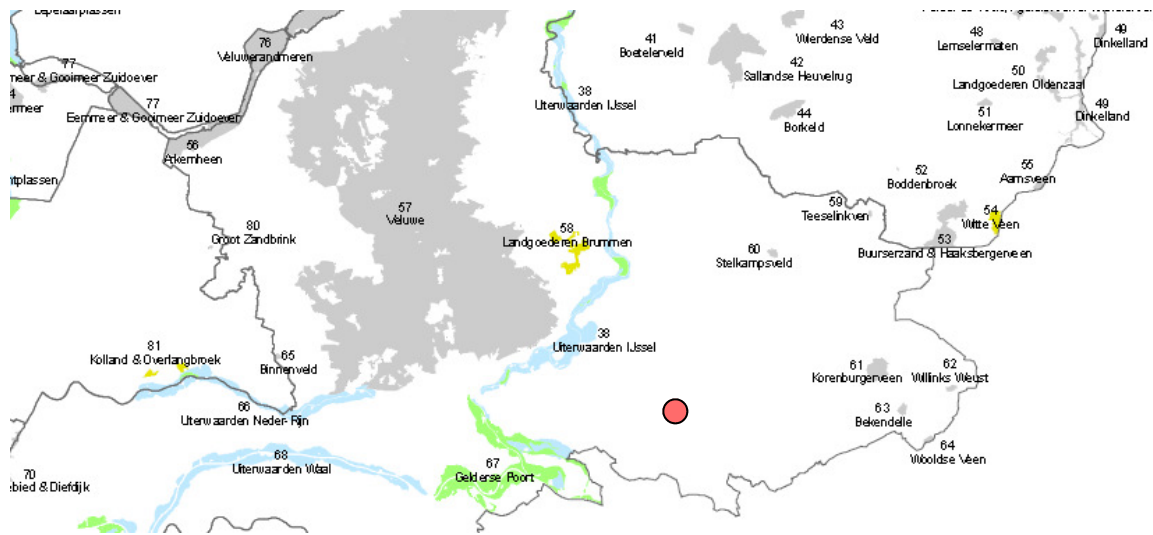 76
Veluwerandmeren
77
meer & Gooimeer Zuidoever
77
Eemmeer & Gooimeer Zuidoever
56
Arkemheen
ntplassen
80
Groot Zandbrink
57
Veluwe
41
Boetelerveld
43
Wierdense Veld
42
Sallandse Heuvelrug
44
Borkeld
38
Uiterwaarden IJssel
48
Lemselermaten
49
Dinkelland
50
Landgoederen Oldenzaal
51
Lonnekermeer
49
Dinkelland
52
Boddenbroek
55
Aamsveen
59
Teeselinkven
54
Witte Veen
53
Buurserzand & Haaksbergerveen
58
Landgoederen Brummen
60
Stelkampsveld
38
Uiterwaarden IJssel
81
Kolland & Overlangbroek
65
Binnenveld
66
Uiterwaarden Neder-Rijn
61
Korenburgerveen
62
Willinks Weust
63
Bekendelle
64
Wooldse Veen
68
Uiterwaarden Waal
67
Gelderse Poort
70
ebied & Diefdijk